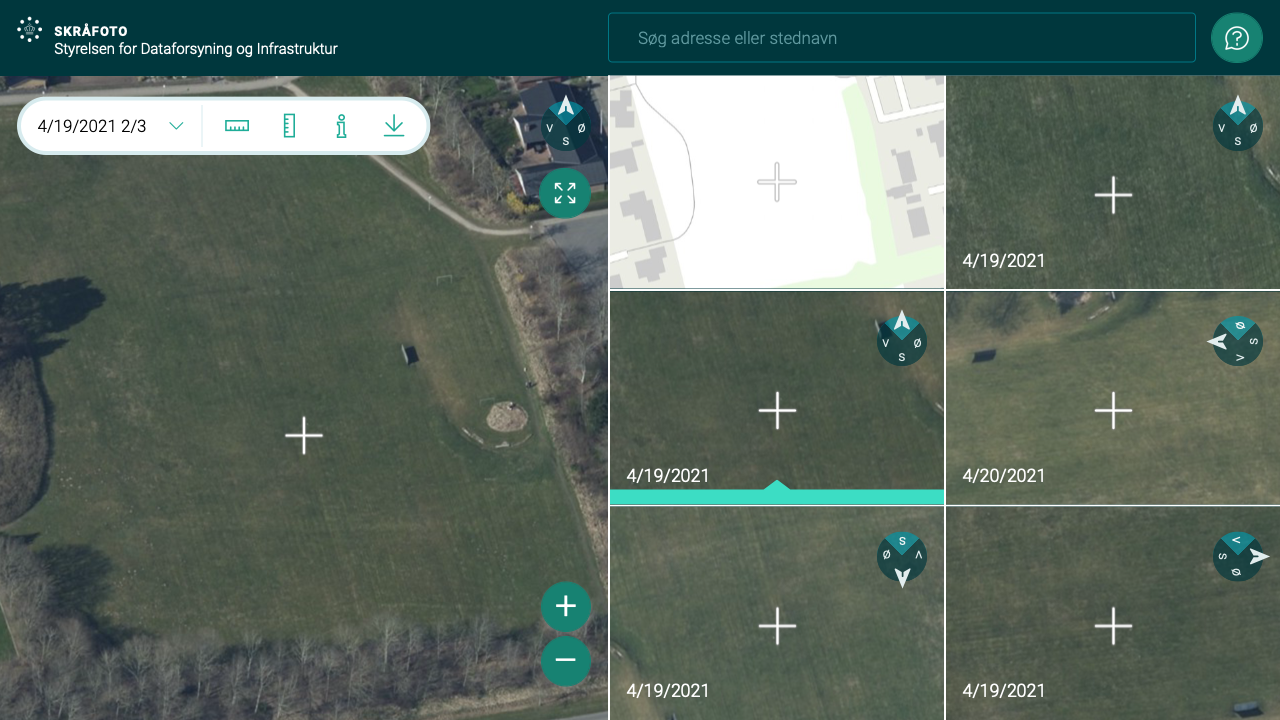 SKRÅFOTO
Styrelsen for Dataforsyning og Infrastruktur
Søg adresse eller stednavn
4/19/2021 2/3
V Ø
S
V Ø
S
4/19/2021
V Ø
S
4/19/2021
Ø
S
V
4/20/2021
S
Ø V
4/19/2021
V
S
Ø
4/19/2021